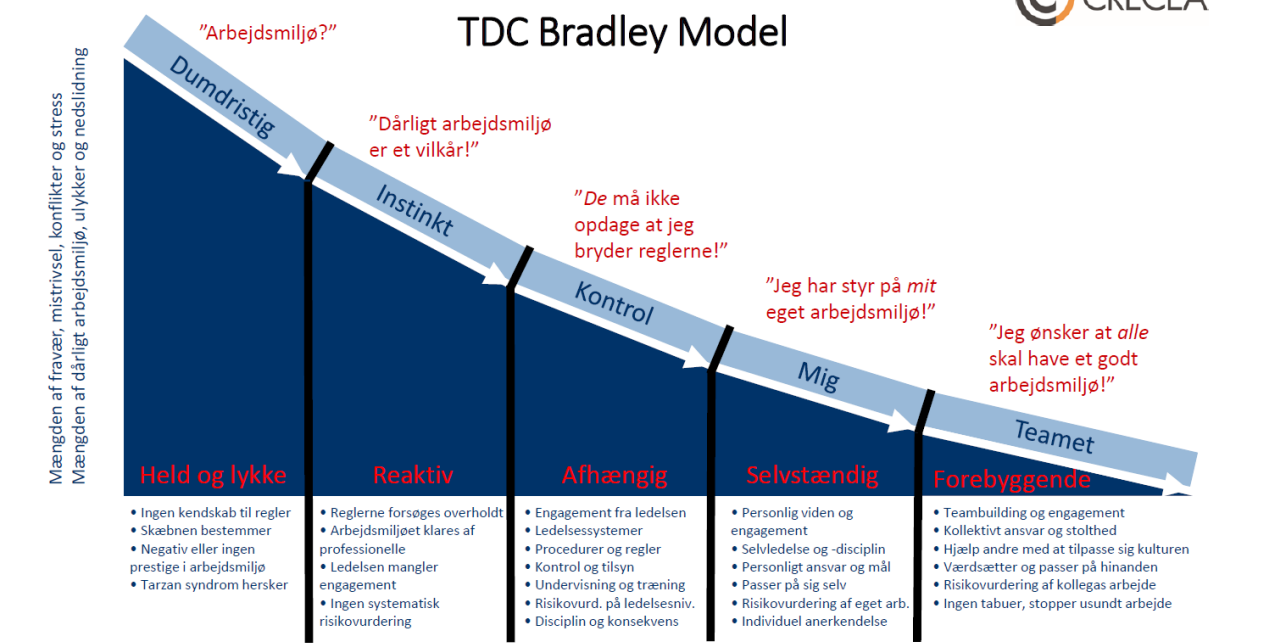 TDC Bradley Model
CRECEA
Mængden af fravær, mistrivsel, konflikter og stress
Mængden af dårligt arbejdsmiljø, ulykker og nedslidning
”Arbejdsmiljø?”
Dumdristig
”Dårligt arbejdsmiljø
er et vilkår!”
Instinkt
”De må ikke
opdage at jeg
bryder reglerne!”
Kontrol
”Jeg har styr på mit
eget arbejdsmiljø!”
Mig
”Jeg ønsker at alle
skal have et godt
arbejdsmiljø!”
Teamet
Held og lykke
• Ingen kendskab til regler
• Skæbnen bestemmer
• Negativ eller ingen
prestige i arbejdsmiljø
• Tarzan syndrom hersker
Reaktiv
• Reglerne forsøges overholdt
• Arbejdsmiljøet klares af
professionelle
• Ledelsen mangler
engagement
• Ingen systematisk
risikovurdering
Afhængig
• Engagement fra ledelsen
• Ledelsessystemer
• Procedurer og regler
• Kontrol og tilsyn
• Undervisning og træning
• Risikovurd. på ledelsesniv.
• Disciplin og konsekvens
Selvstændig
• Personlig viden og
engagement
• Selvledelse og -disciplin
• Personligt ansvar og mål
• Passer på sig selv
• Risikovurdering af eget arb.
• Individuel anerkendelse
Forebyggende
• Teambuilding og engagement
• Kollektivt ansvar og stolthed
• Hjælp andre med at tilpasse sig kulturen
• Værdsætter og passer på hinanden
• Risikovurdering af kollegas arbejde
• Ingen tabuer, stopper usundt arbejde